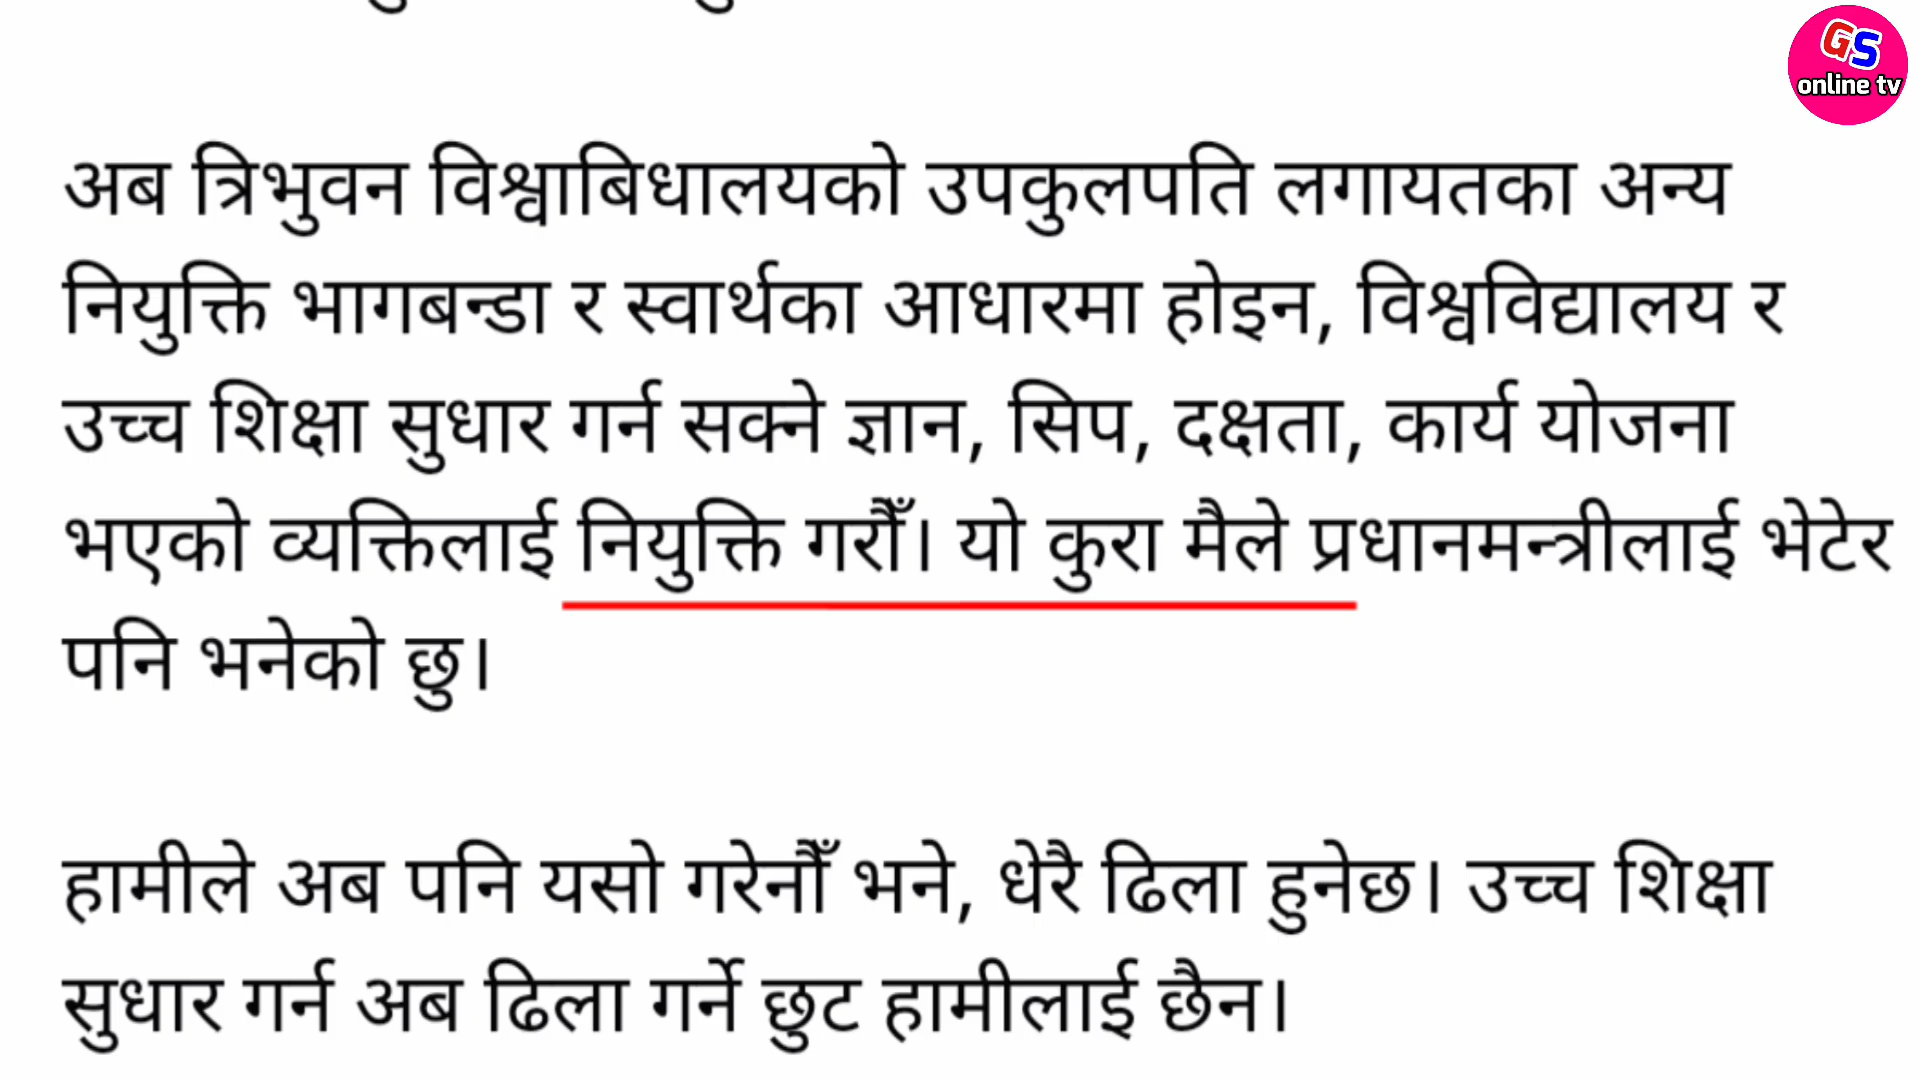 GS
online tv
अब त्रिभुवन विश्वाबिधालयको उपकुलपति लगायतका अन्य
नियुक्ति भागबन्डा र स्वार्थका आधारमा होइन, विश्वविद्यालय र
उच्च शिक्षा सुधार गर्न सक्ने ज्ञान, सिप, दक्षता, कार्य योजना
भएको व्यक्तिलाई नियुक्ति गरौँ। यो कुरा मैले प्रधानमन्त्रीलाई भेटेर
पनि भनेको छु।
हामीले अब पनि यसो गरेनौँ भने, धेरै ढिला हुनेछ। उच्च शिक्षा
सुधार गर्न अब ढिला गर्ने छुट हामीलाई छैन।